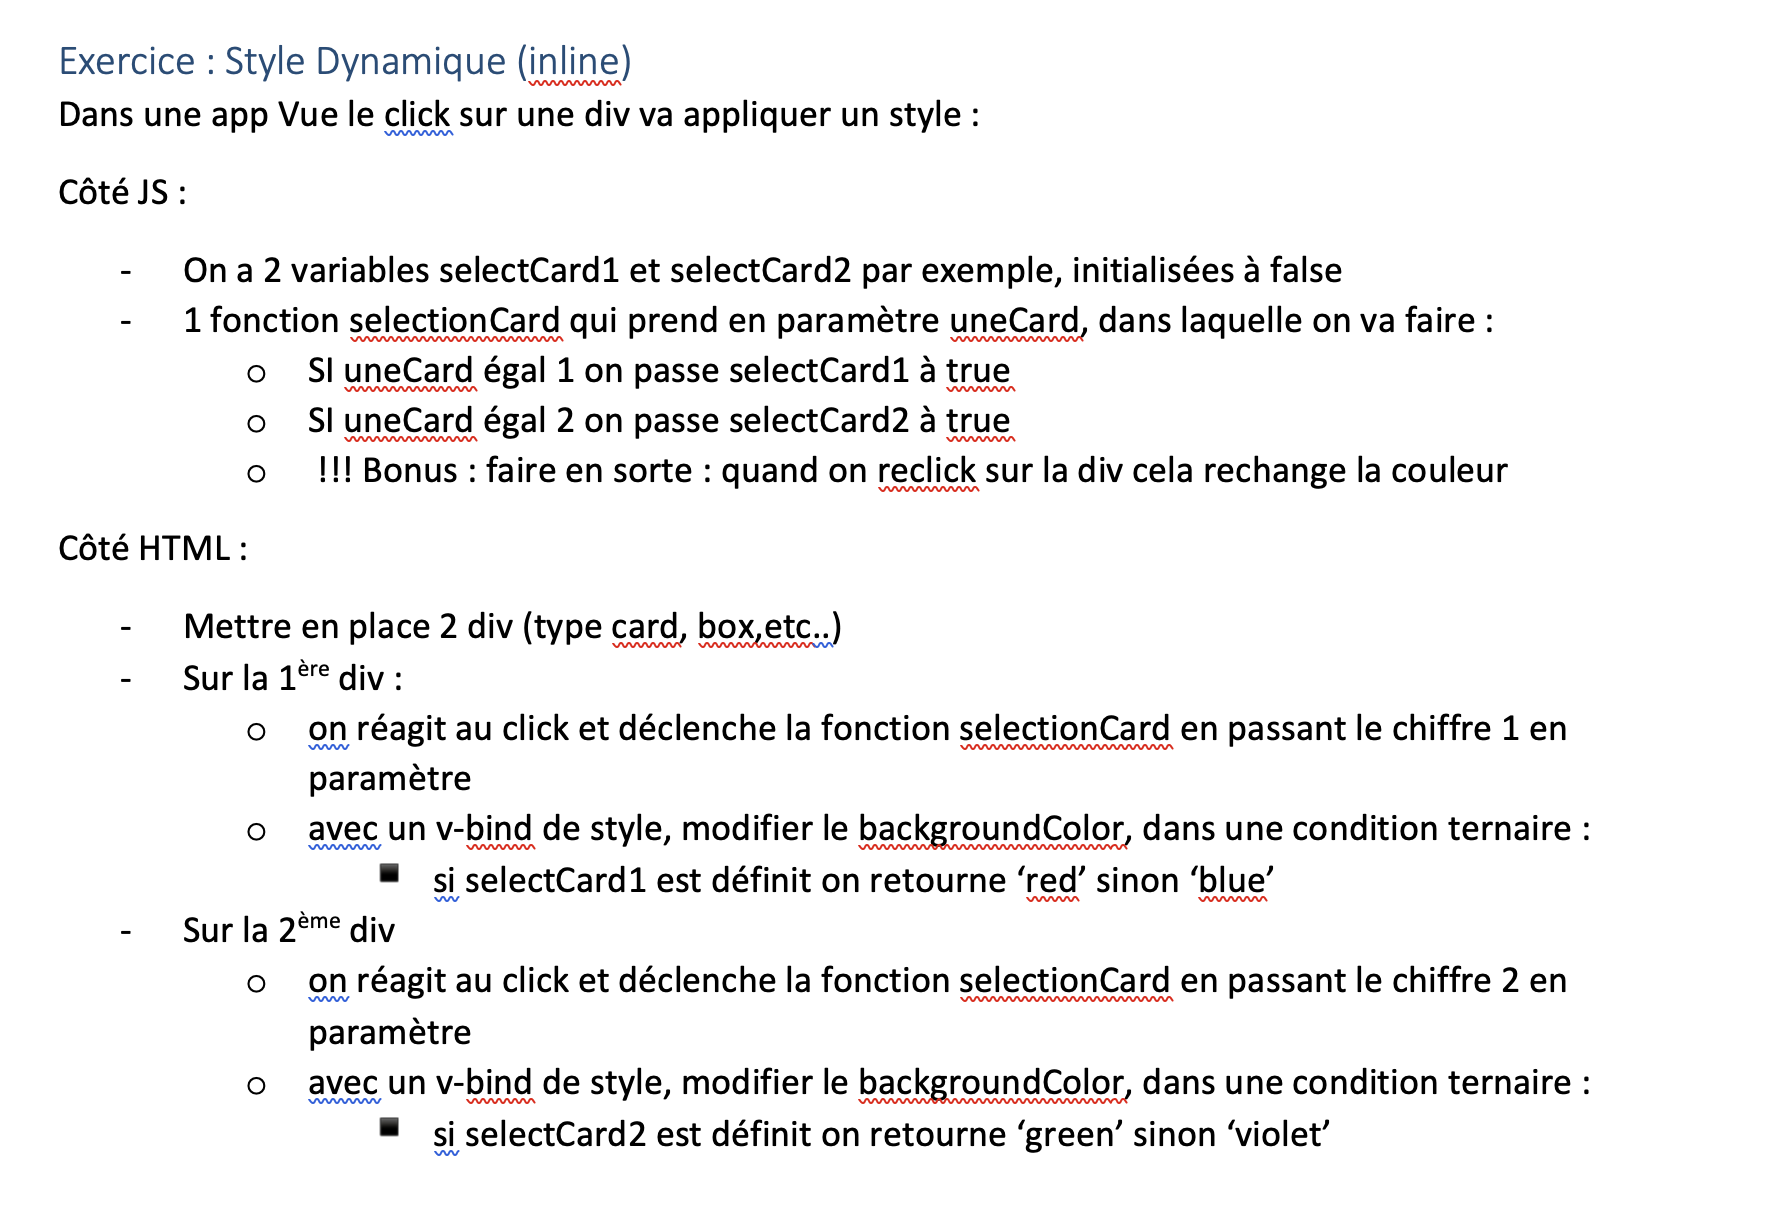 Exercice : Style Dynamique (inline)
Dans une app Vue le click sur une div va appliquer un style :
Côté JS :
- On a 2 variables selectCard1 et selectCard2 par exemple, initialisées à false
- 1 fonction selectionCard qui prend en paramètre uneCard, dans laquelle on va faire :
o SI uneCard égal 1 on passe selectCard1 à true
o SI uneCard égal 2 on passe selectCard2 à true
o !!! Bonus : faire en sorte : quand on reclick sur la div cela rechange la couleur
Côté HTML :
- Mettre en place 2 div (type card, box,etc..)
- Sur la 1ère div :
o on réagit au click et déclenche la fonction selectionCard en passant le chiffre 1 en
paramètre
o avec un v-bind de style, modifier le backgroundColor, dans une condition ternaire :
▪ si selectCard1 est définit on retourne ‘red’ sinon ‘blue’
- Sur la 2ème div
o on réagit au click et déclenche la fonction selectionCard en passant le chiffre 2 en
paramètre
o avec un v-bind de style, modifier le backgroundColor, dans une condition ternaire :
▪ si selectCard2 est définit on retourne ‘green’ sinon ‘violet’